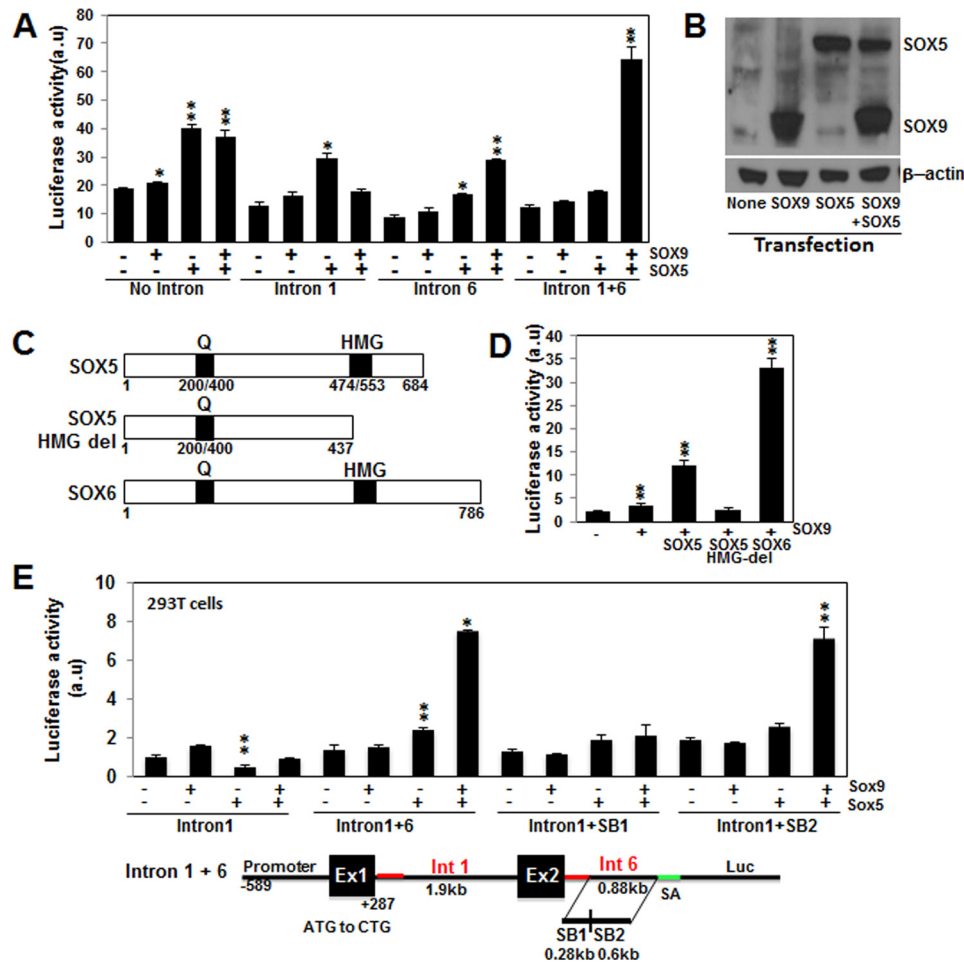 A
Luciferase activity(a.u)
80
70
60
50
40
30
20
10
0
*
**
**
*
*
**
**
- + - + - + - + - + - + - + - + SOX9
- - + + - - + + - - + + - - + + SOX5
No Intron Intron 1 Intron 6 Intron 1+6
B
SOX5
SOX9
β–actin
None SOX9 SOX5 SOX9
+SOX5
Transfection
C
Q HMG
SOX5
1 200/400 474/553 684
Q
SOX5
HMG del
1 200/400 437
Q HMG
SOX6
1 786
D
Luciferase activity (a.u)
40
35
30
25
20
15
10
5
0
**
**
**
- + + + + SOX9
SOX5 SOX5 SOX6
HMG-del
E
Luciferase activity
(a.u)
10
8
6
4
2
0
293T cells
**
**
*
**
- + - + - + - + - + - + - + - + Sox9
- - + + - - + + - - + + - - + + Sox5
Intron1 Intron1+6 Intron1+SB1 Intron1+SB2
Intron 1 + 6 Promoter Ex1 Int 1 Ex2 Int 6 Luc
-589 1.9kb 0.88kb SA
+287
ATG to CTG SB1 SB2
0.28kb 0.6kb